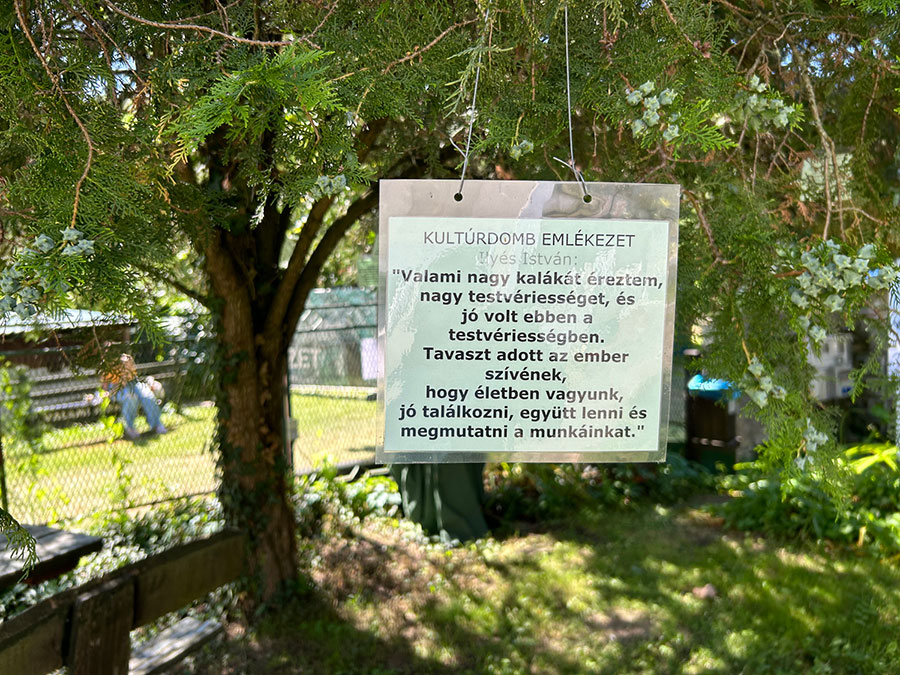 KULTÚRDOMB EMLÉKEZET
Ilyés István:
"Valami nagy kalákát éreztem,
nagy testvériességet, és
jó volt ebben a
testvériességben.
Tavaszt adott az ember
szívének,
hogy életben vagyunk,
jó találkozni, együtt lenni és
megmutatni a munkáinkat."